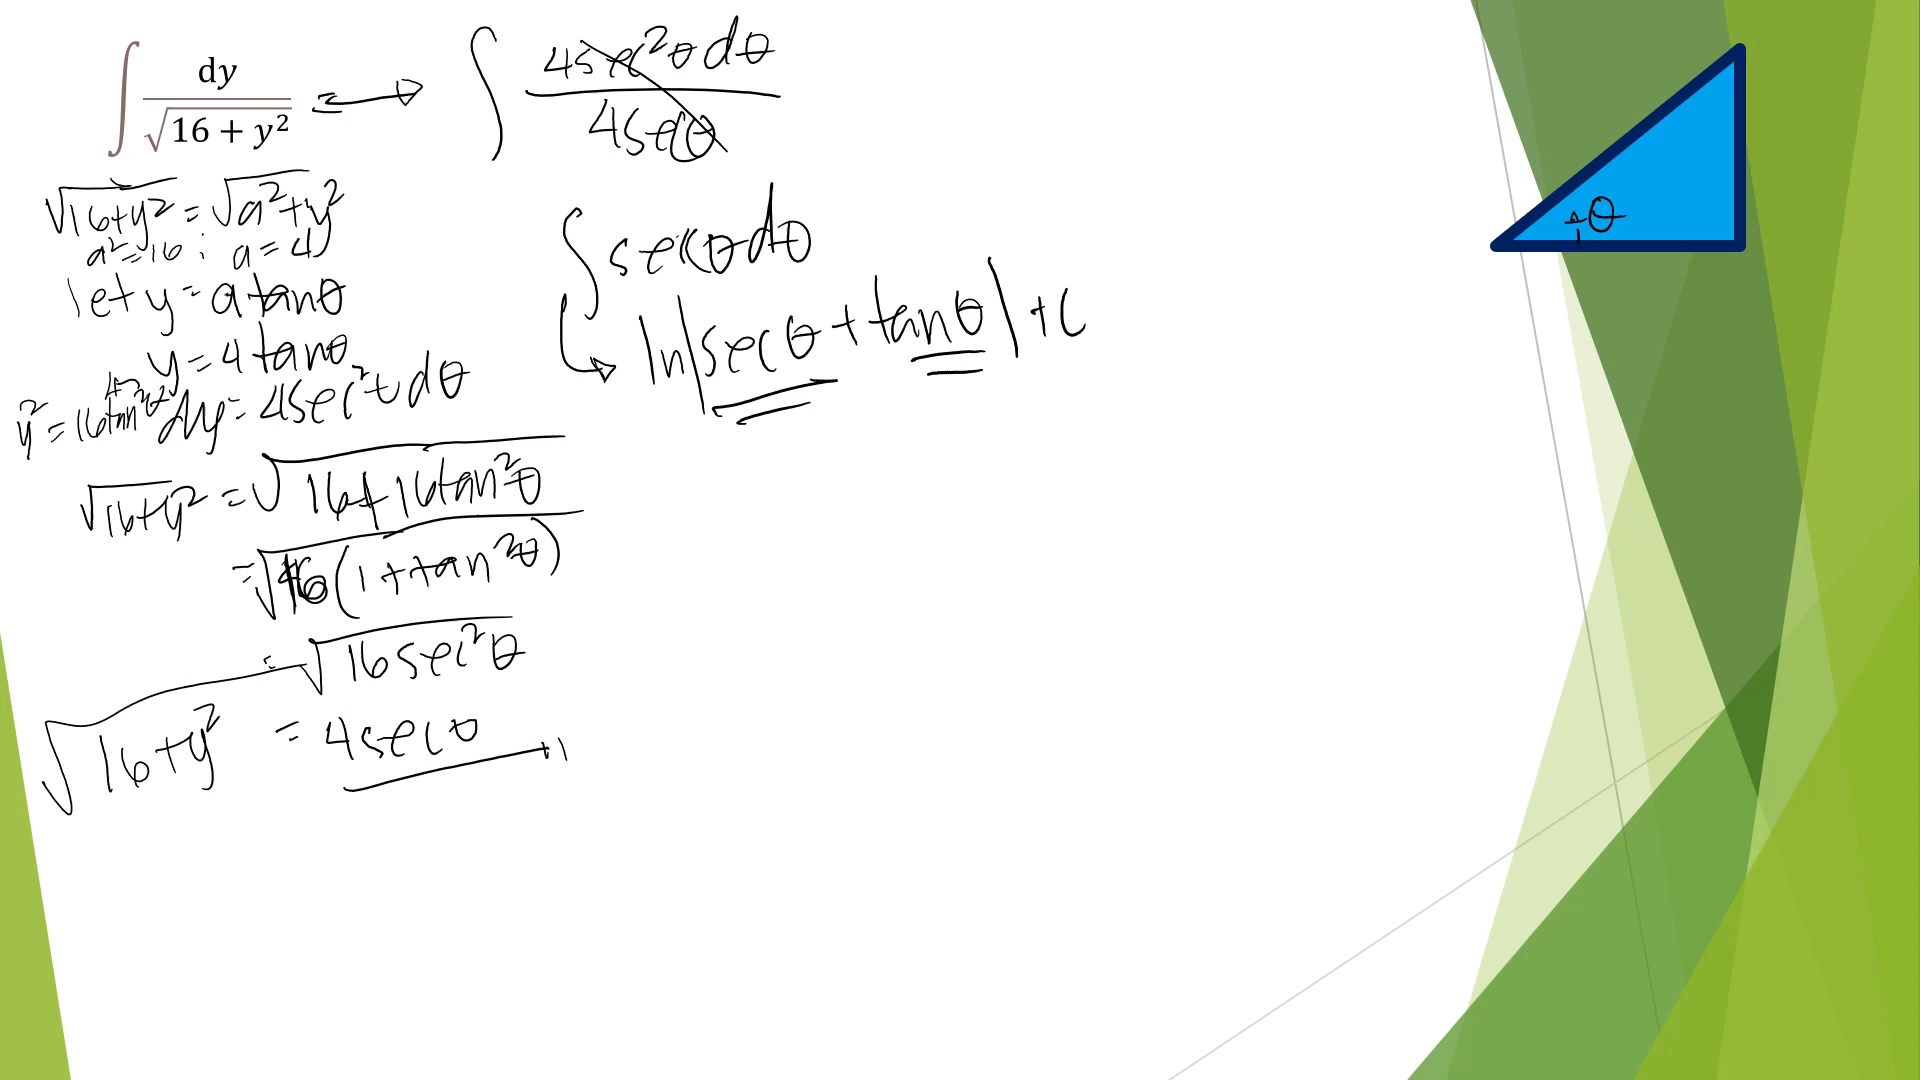 ∫ dy / √(16 + y²) ⟹ ∫ 4sec²θ dθ / 4secθ
√16+y² = √a²+y²
a²=16 ; a = 4
let y = a tanθ
y = 4 tanθ
y² = 16tan²θ dy = 4sec²θ dθ
√16+y² = √16+16tan²θ
= √16(1+tan²θ)
= √16sec²θ
√16+y² = 4secθ
∫ secθ dθ
ln|secθ + tanθ| + C
θ